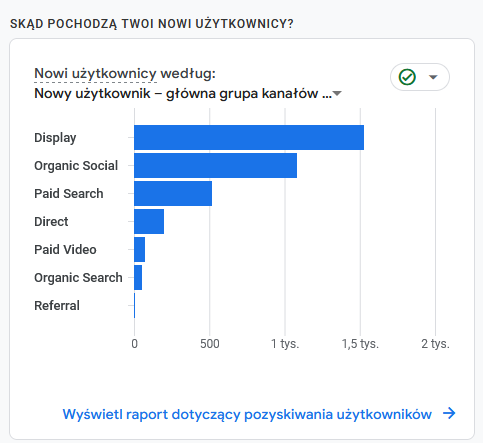 SKĄD POCHODZĄ TWOI NOWI UŻYTKOWNICY?
Nowi użytkownicy według:
Nowy użytkownik – główna grupa kanałów ...
Display
Organic Social
Paid Search
Direct
Paid Video
Organic Search
Referral
0 500 1 tys. 1,5 tys. 2 tys.
Wyświetl raport dotyczący pozyskiwania użytkowników